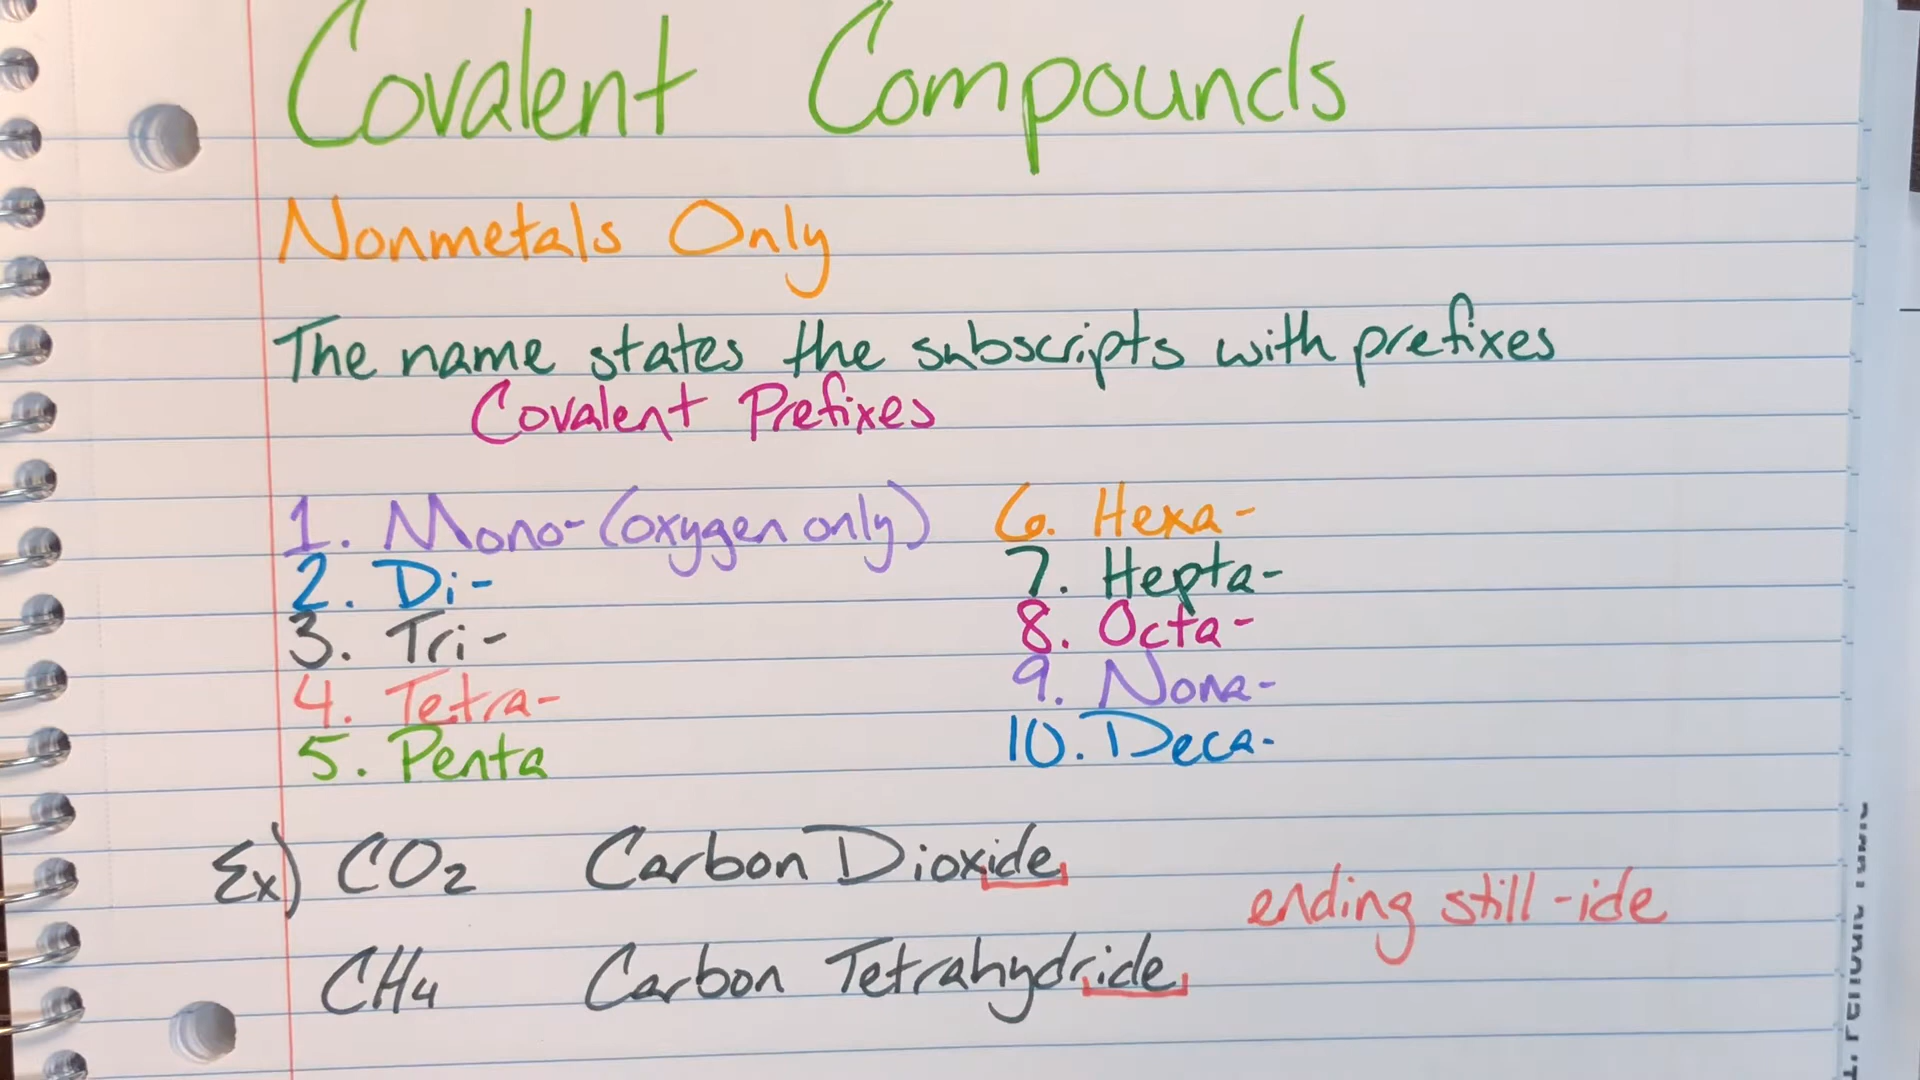 Covalent Compounds
Nonmetals Only
The name states the subscripts with prefixes
Covalent Prefixes
1. Mono- (oxygen only)
2. Di-
3. Tri-
4. Tetra-
5. Penta
6. Hexa-
7. Hepta-
8. Octa-
9. Nona-
10. Deca-
Ex) CO₂ Carbon Dioxide
ending still -ide
CH₄ Carbon Tetrahydride